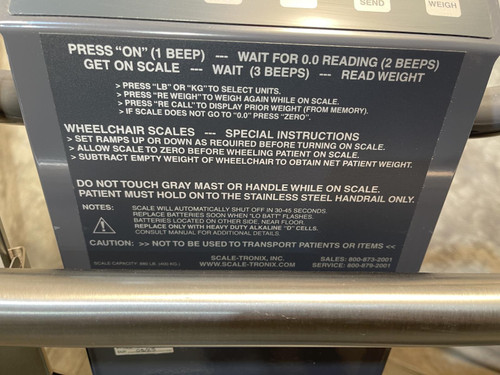 SEND
WEIGH
PRESS "ON" (1 BEEP) --- WAIT FOR 0.0 READING (2 BEEPS)
GET ON SCALE --- WAIT (3 BEEPS) --- READ WEIGHT
> PRESS "LB" OR "KG" TO SELECT UNITS.
> PRESS "RE WEIGH" TO WEIGH AGAIN WHILE ON SCALE.
> PRESS "RE CALL" TO DISPLAY PRIOR WEIGHT (FROM MEMORY).
> IF SCALE DOES NOT GO TO "0.0" PRESS "ZERO".
WHEELCHAIR SCALES --- SPECIAL INSTRUCTIONS
> SET RAMPS UP OR DOWN AS REQUIRED BEFORE TURNING ON SCALE.
> ALLOW SCALE TO ZERO BEFORE WHEELING PATIENT ON SCALE.
> SUBTRACT EMPTY WEIGHT OF WHEELCHAIR TO OBTAIN NET PATIENT WEIGHT.
DO NOT TOUCH GRAY MAST OR HANDLE WHILE ON SCALE.
PATIENT MUST HOLD ON TO THE STAINLESS STEEL HANDRAIL ONLY.
NOTES: SCALE WILL AUTOMATICALLY SHUT OFF IN 30-45 SECONDS.
REPLACE BATTERIES SOON WHEN "LO BATT" FLASHES.
BATTERIES LOCATED ON OTHER SIDE, NEAR FLOOR.
REPLACE ONLY WITH HEAVY DUTY ALKALINE "D" CELLS.
CONSULT MANUAL FOR ADDITIONAL DETAILS.
CAUTION: >> NOT TO BE USED TO TRANSPORT PATIENTS OR ITEMS <<
SCALE-TRONIX, INC. SALES: 800-873-2001
SCALE CAPACITY: WWW.SCALE-TRONIX.COM SERVICE: 800-679-2001